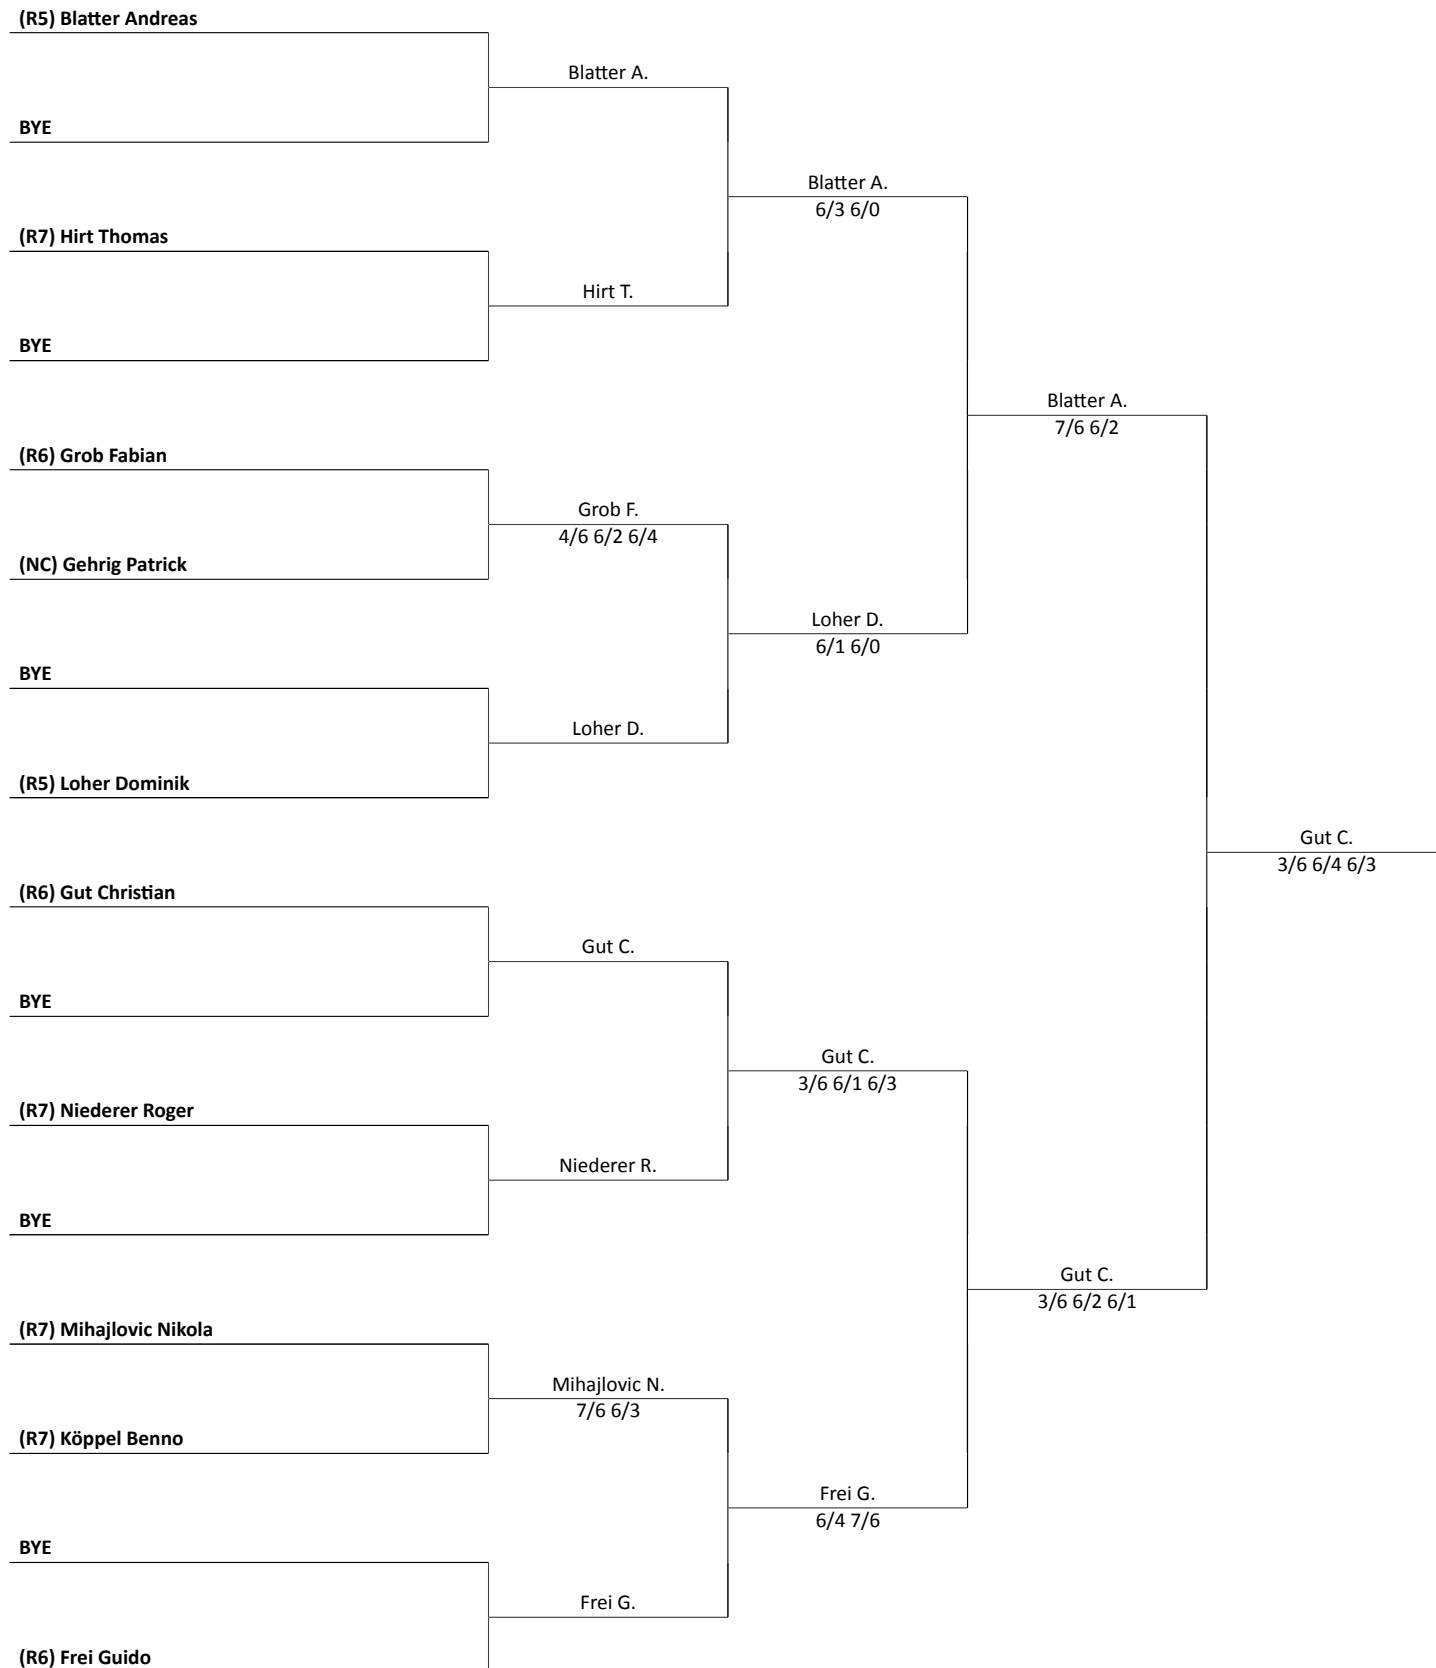 (R5) Blatter Andreas
Blatter A.
BYE
Blatter A.
6/3 6/0
(R7) Hirt Thomas
Hirt T.
BYE
Blatter A.
7/6 6/2
(R6) Grob Fabian
Grob F.
4/6 6/2 6/4
(NC) Gehrig Patrick
Loher D.
6/1 6/0
BYE
Loher D.
(R5) Loher Dominik
Gut C.
3/6 6/4 6/3
(R6) Gut Christian
Gut C.
BYE
Gut C.
3/6 6/1 6/3
(R7) Niederer Roger
Niederer R.
BYE
Gut C.
3/6 6/2 6/1
(R7) Mihajlovic Nikola
Mihajlovic N.
7/6 6/3
(R7) Köppel Benno
Frei G.
6/4 7/6
BYE
Frei G.
(R6) Frei Guido